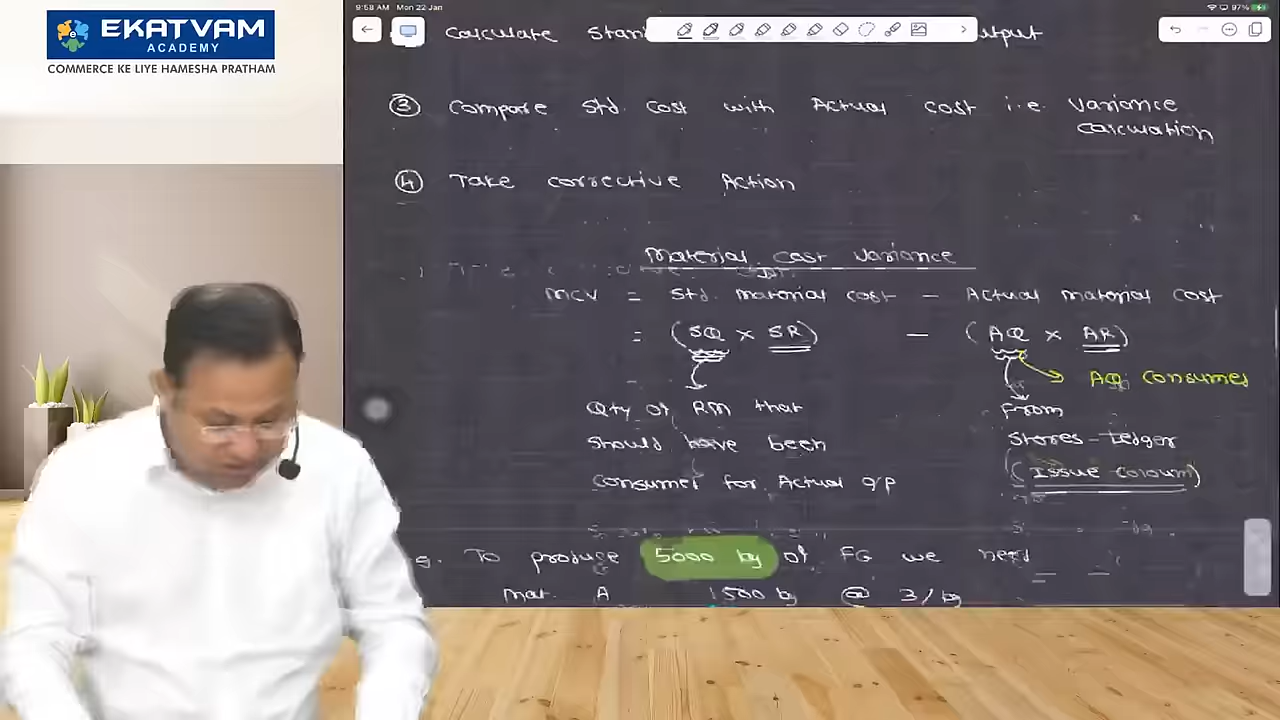 EKATVAM
ACADEMY
COMMERCE KE LIYE HAMESHA PRATHAM
9:58 AM Mon 22 Jan
97%
Calculate
③ Compare Std. Cost with Actual Cost i.e. Variance
Calculation
④ Take corrective Action
Material Cost Variance
MCV = Std. Material Cost - Actual Material Cost
= (SQ × SR) - (AQ × AR)
AQ Consumed
Qty of RM that
should have been
consumed for Actual o/p
From
Stores-Ledger
(Issue Column)
To produce 5000 kg of FG we need
Mat. A 1500 kg @ 3/kg